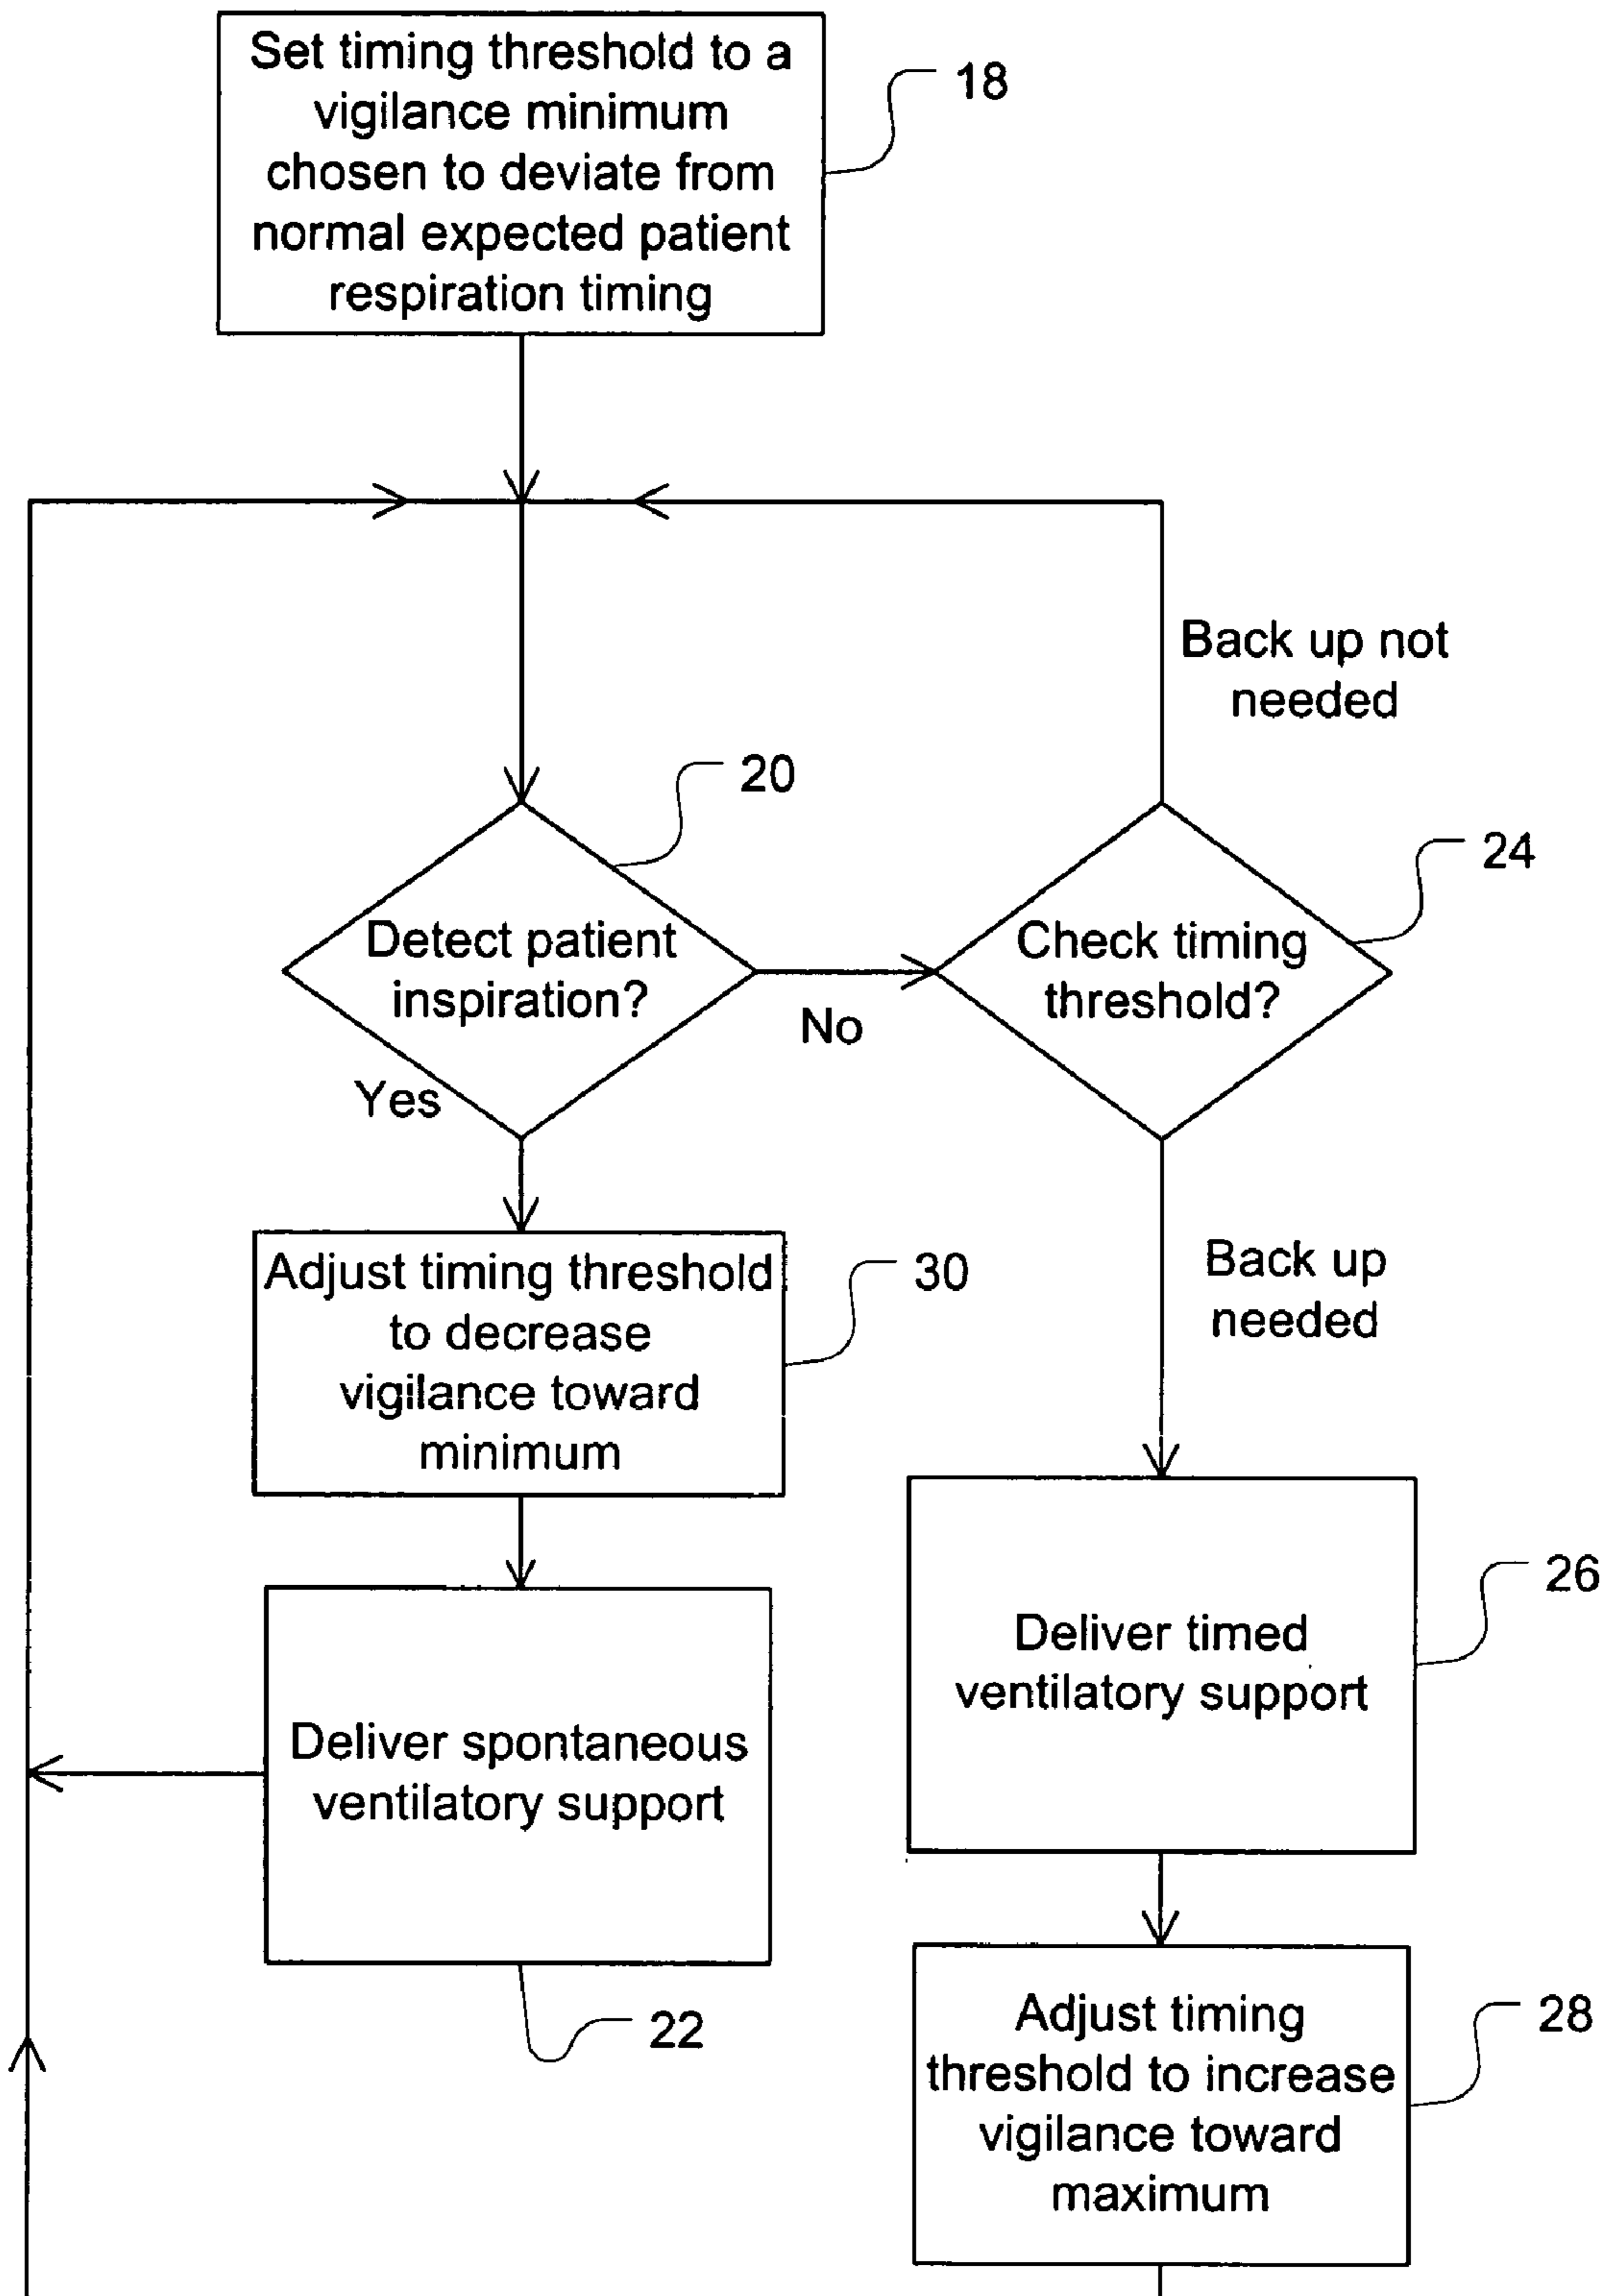 Set timing threshold to a
vigilance minimum
chosen to deviate from
normal expected patient
respiration timing
18
Back up not
needed
20
24
Detect patient
inspiration?
Check timing
threshold?
No
Yes
Adjust timing threshold
to decrease
vigilance toward
minimum
30
Back up
needed
Deliver timed
ventilatory support
26
Deliver spontaneous
ventilatory support
22
Adjust timing
threshold to increase
vigilance toward
maximum
28